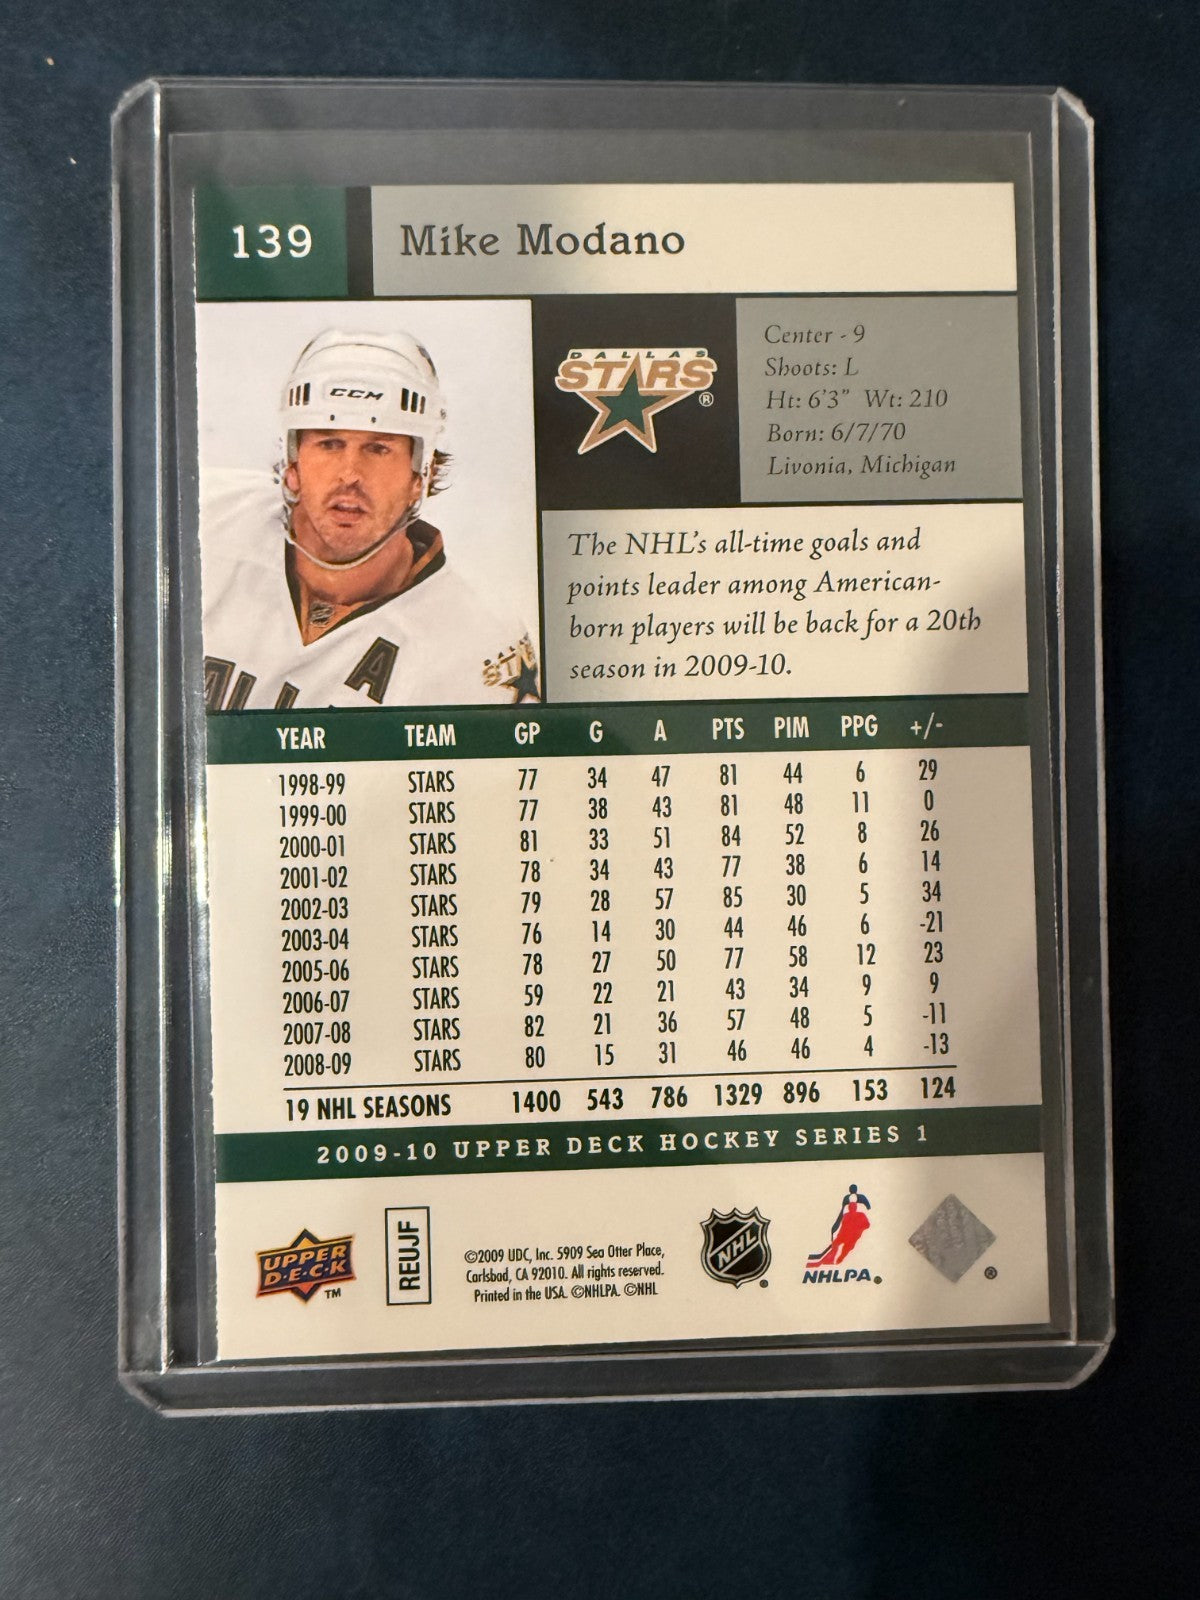 139
Mike Modano
CCM
A
DALLAS
STARS
®
Center - 9
Shoots: L
Ht: 6'3" Wt: 210
Born: 6/7/70
Livonia, Michigan
The NHL's all-time goals and
points leader among American-
born players will be back for a 20th
season in 2009-10.
YEAR TEAM GP G A PTS PIM PPG +/-
1998-99 STARS 77 34 47 81 44 6 29
1999-00 STARS 77 38 43 81 48 11 0
2000-01 STARS 81 33 51 84 52 8 26
2001-02 STARS 78 34 43 77 38 6 14
2002-03 STARS 79 28 57 85 30 5 34
2003-04 STARS 76 14 30 44 46 6 -21
2005-06 STARS 78 27 50 77 58 12 23
2006-07 STARS 59 22 21 43 34 9 9
2007-08 STARS 82 21 36 57 48 5 -11
2008-09 STARS 80 15 31 46 46 4 -13
19 NHL SEASONS 1400 543 786 1329 896 153 124
2009-10 UPPER DECK HOCKEY SERIES 1
UPPER
D·E·C·K
TM
REUJF
©2009 UDC, Inc. 5909 Sea Otter Place,
Carlsbad, CA 92010. All rights reserved.
Printed in the USA. ©NHLPA. ©NHL
NHL
®
NHLPA®
®